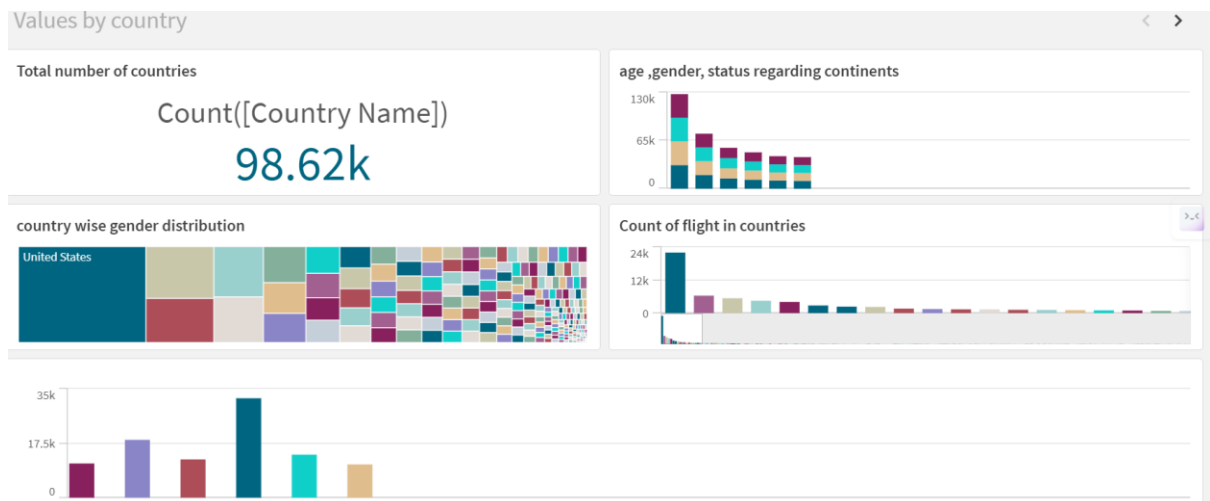 Values by country
Total number of countries
Count([Country Name])
98.62k
age ,gender, status regarding continents
130k
65k
0
country wise gender distribution
United States
Count of flight in countries
24k
12k
0
35k
17.5k
0